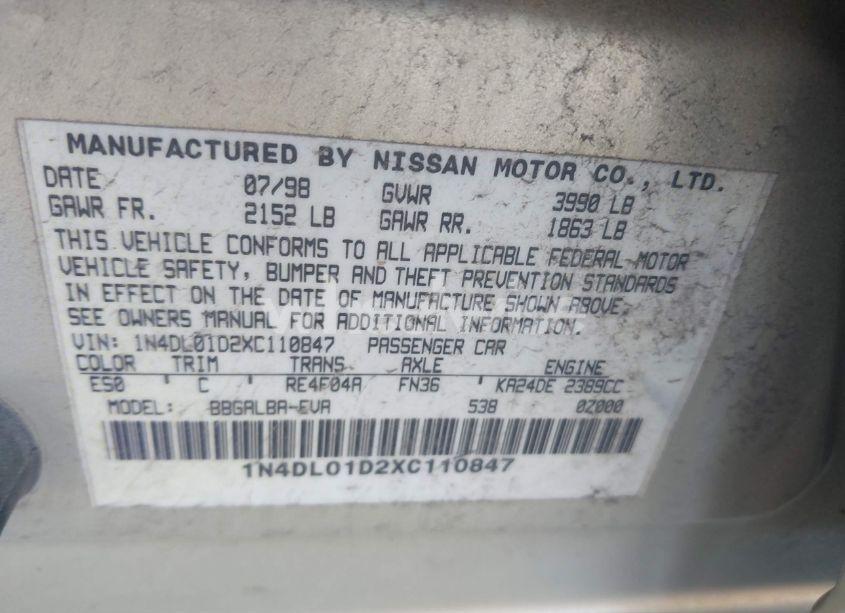 MANUFACTURED BY NISSAN MOTOR CO., LTD.
DATE 07/98 GVWR 3990 LB
GAWR FR. 2152 LB GAWR RR. 1863 LB
THIS VEHICLE CONFORMS TO ALL APPLICABLE FEDERAL MOTOR
VEHICLE SAFETY, BUMPER AND THEFT PREVENTION STANDARDS
IN EFFECT ON THE DATE OF MANUFACTURE SHOWN ABOVE.
SEE OWNERS MANUAL FOR ADDITIONAL INFORMATION.
VIN: 1N4DL01D2XC110847 PASSENGER CAR
COLOR TRIM TRANS AXLE ENGINE
ES0 C RE4F04A FN36 KA24DE 2389CC
MODEL: BBGALBA-EVA 538 0Z000
1N4DL01D2XC110847